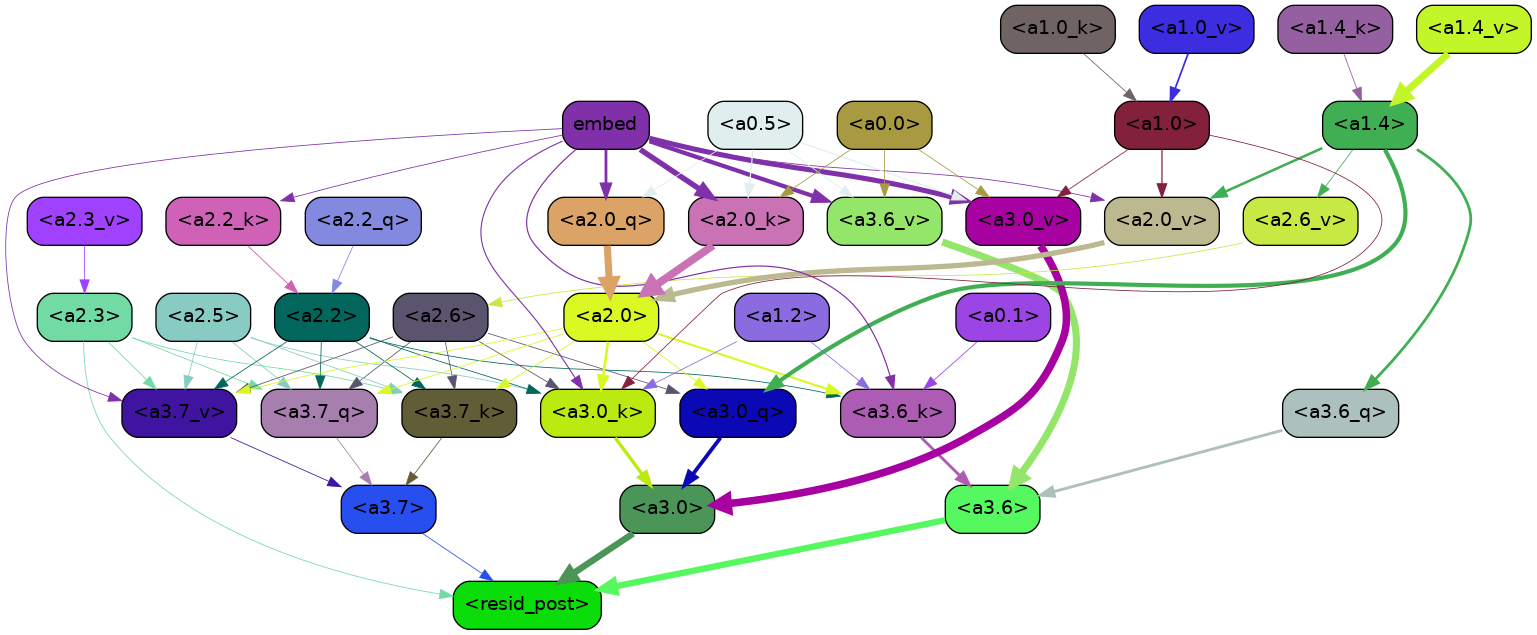 <a1.0_k> <a1.0_v> <a1.4_k> <a1.4_v>
embed <a0.5> <a0.0> <a1.0> <a1.4>
<a2.3_v> <a2.2_k> <a2.2_q> <a2.0_q> <a2.0_k> <a3.6_v> <a3.0_v> <a2.0_v> <a2.6_v>
<a2.3> <a2.5> <a2.2> <a2.6> <a2.0> <a1.2> <a0.1>
<a3.7_v> <a3.7_q> <a3.7_k> <a3.0_k> <a3.0_q> <a3.6_k> <a3.6_q>
<a3.7> <a3.0> <a3.6>
<resid_post>